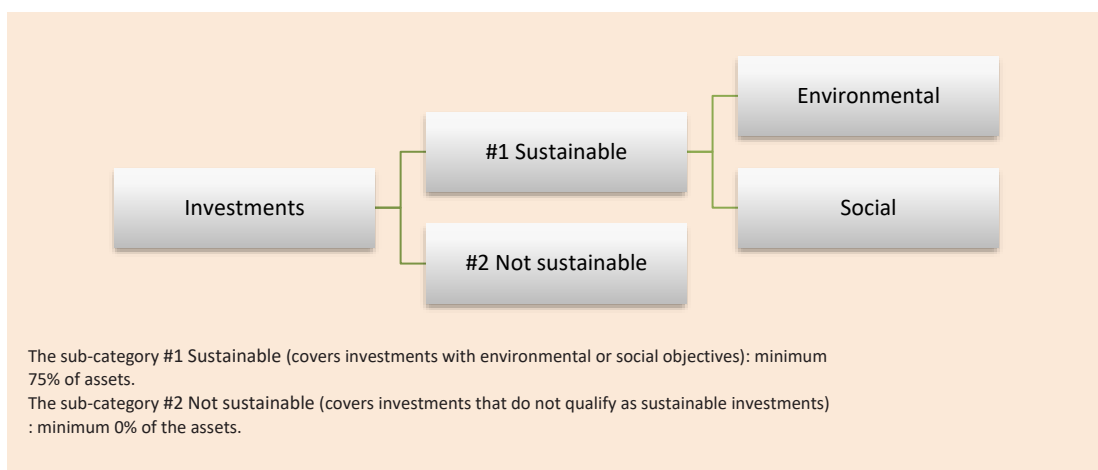 Environmental
#1 Sustainable
Investments
Social
#2 Not sustainable
The sub-category #1 Sustainable (covers investments with environmental or social objectives): minimum
75% of assets.
The sub-category #2 Not sustainable (covers investments that do not qualify as sustainable investments)
: minimum 0% of the assets.